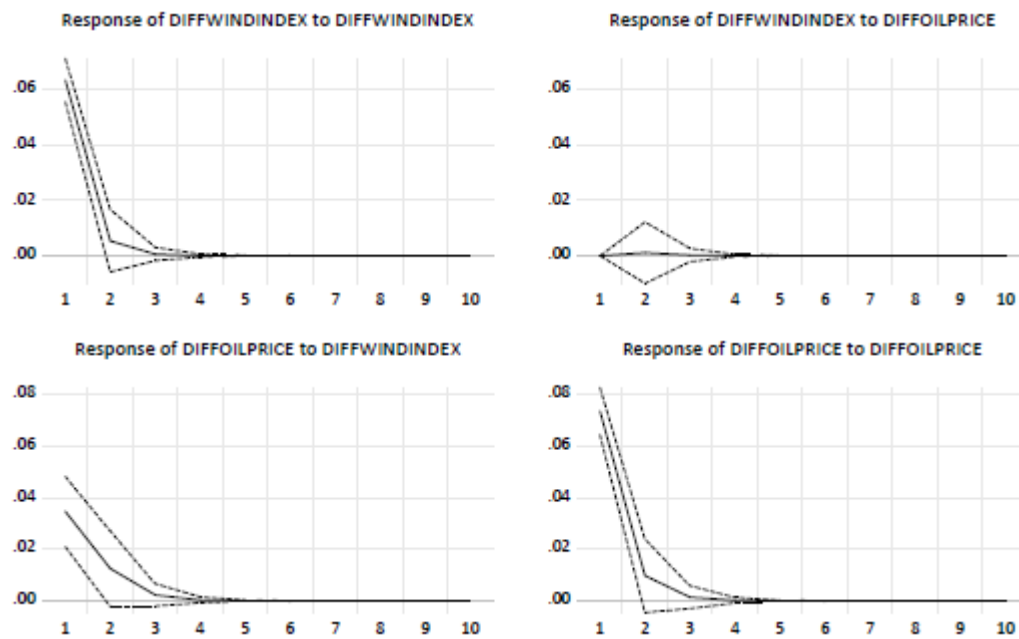 Response of DIFFWINDINDEX to DIFFWINDINDEX
.06
.04
.02
.00
1 2 3 4 5 6 7 8 9 10
Response of DIFFWINDINDEX to DIFFOILPRICE
.06
.04
.02
.00
1 2 3 4 5 6 7 8 9 10
Response of DIFFOILPRICE to DIFFWINDINDEX
.08
.06
.04
.02
.00
1 2 3 4 5 6 7 8 9 10
Response of DIFFOILPRICE to DIFFOILPRICE
.08
.06
.04
.02
.00
1 2 3 4 5 6 7 8 9 10